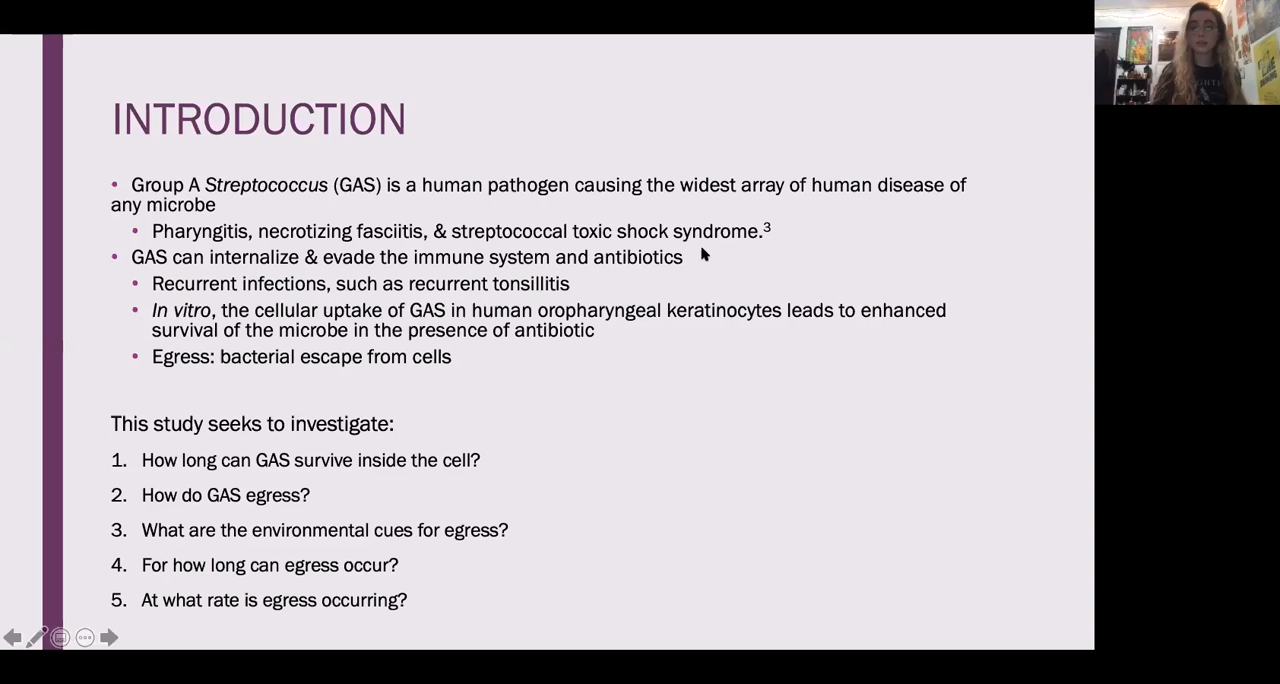 INTRODUCTION
• Group A Streptococcus (GAS) is a human pathogen causing the widest array of human disease of
any microbe
• Pharyngitis, necrotizing fasciitis, & streptococcal toxic shock syndrome.³
• GAS can internalize & evade the immune system and antibiotics
• Recurrent infections, such as recurrent tonsillitis
• In vitro, the cellular uptake of GAS in human oropharyngeal keratinocytes leads to enhanced
survival of the microbe in the presence of antibiotic
• Egress: bacterial escape from cells
This study seeks to investigate:
1. How long can GAS survive inside the cell?
2. How do GAS egress?
3. What are the environmental cues for egress?
4. For how long can egress occur?
5. At what rate is egress occurring?